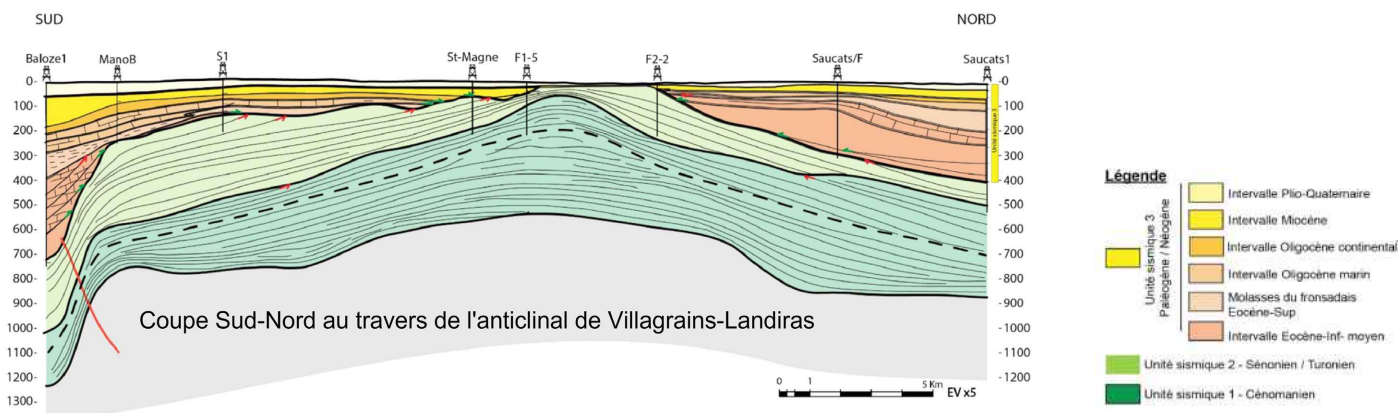 SUD
NORD
Baloze1
ManoB
S1
St-Magne
F1-5
F2-2
Saucats/F
Saucats1
0-
100-
200-
300-
400-
500-
600-
700-
800-
900-
1000-
1100-
1200-
1300-
-0
-100
-200
-300
-400
-500
-600
-700
-800
-900
-1000
-1100
-1200
Unité sismique 3
Coupe Sud-Nord au travers de l'anticlinal de Villagrains-Landiras
0 1 5 Km
EV x5
Légende
Unité sismique 3
Paléogène / Néogène
Intervalle Plio-Quaternaire
Intervalle Miocène
Intervalle Oligocène continental
Intervalle Oligocène marin
Molasses du fronsadais
Eocène-Sup
Intervalle Eocène-Inf- moyen
Unité sismique 2 - Sénonien / Turonien
Unité sismique 1 - Cénomanien